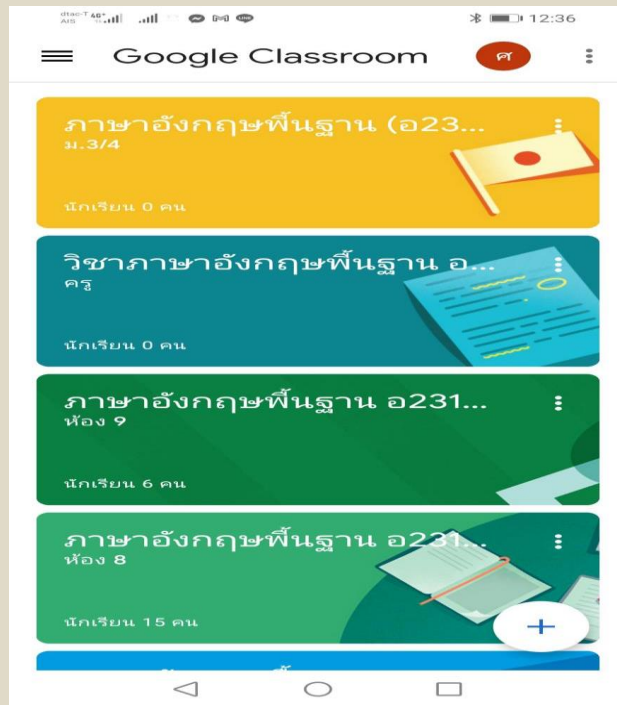 dtac-T 4G+
AIS
LINE
12:36
Google Classroom
ศ
ภาษาอังกฤษพื้นฐาน (อ23...
ม.3/4
นักเรียน 0 คน
วิชาภาษาอังกฤษพื้นฐาน อ...
ครู
นักเรียน 0 คน
ภาษาอังกฤษพื้นฐาน อ231...
ห้อง 9
นักเรียน 6 คน
ภาษาอังกฤษพื้นฐาน อ231...
ห้อง 8
นักเรียน 15 คน